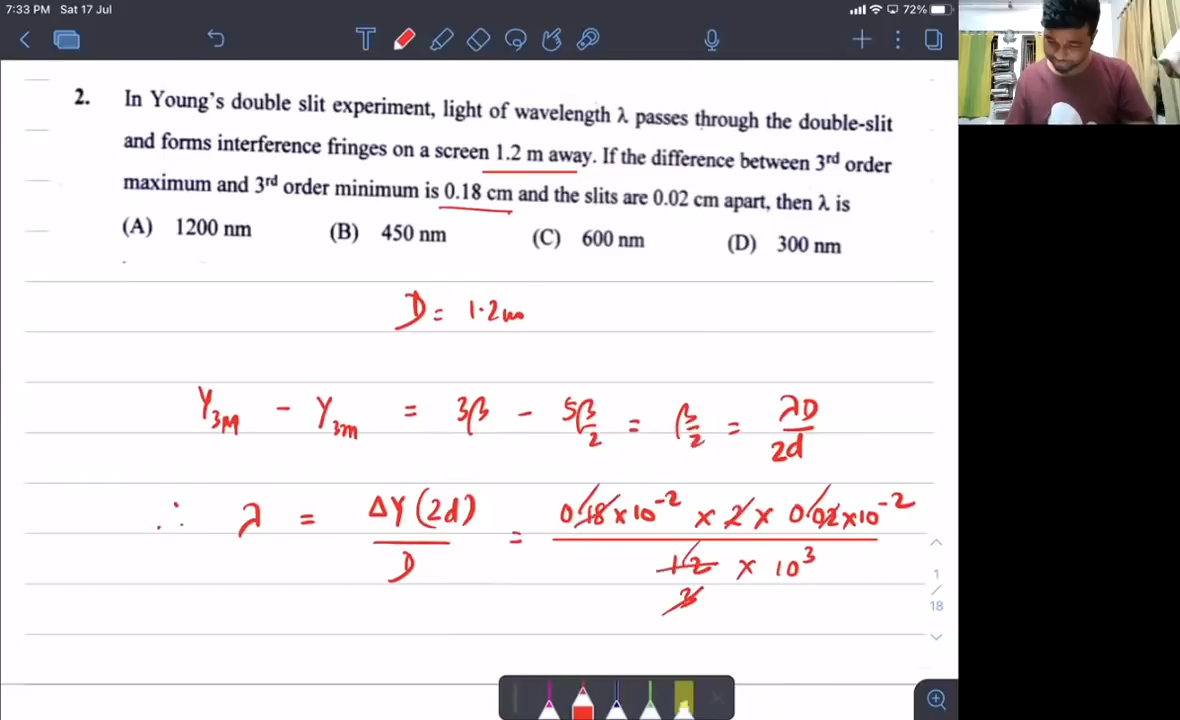 7:33 PM Sat 17 Jul 72%
2. In Young's double slit experiment, light of wavelength λ passes through the double-slit
and forms interference fringes on a screen 1.2 m away. If the difference between 3rd order
maximum and 3rd order minimum is 0.18 cm and the slits are 0.02 cm apart, then λ is
(A) 1200 nm (B) 450 nm (C) 600 nm (D) 300 nm
D = 1.2m
Y3M - Y3m = 3β - 5β/2 = β/2 = λD/2d
∴ λ = ΔY(2d)/D = 0.18×10^-2 × 2 × 0.02×10^-2 / 12 × 10^3
1
/
18